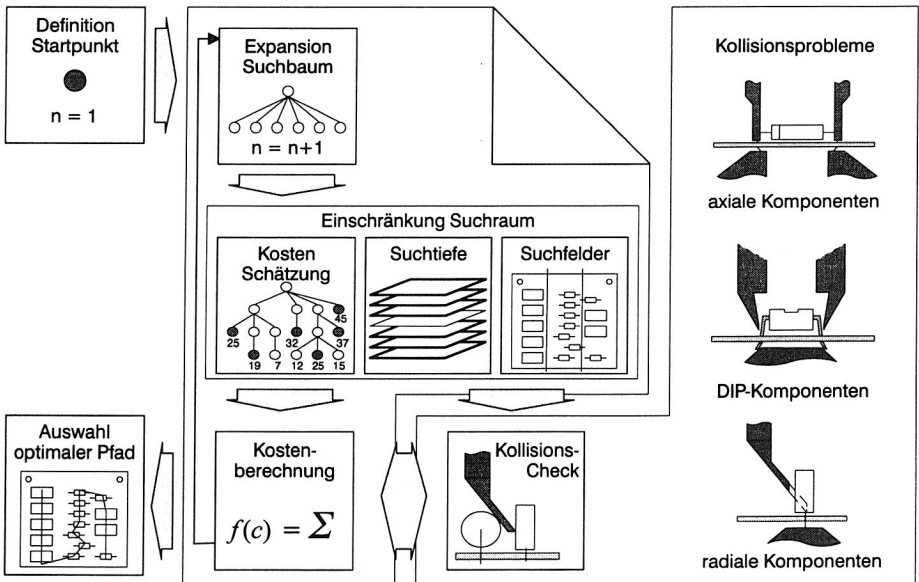 Definition
Startpunkt
n = 1
Expansion
Suchbaum
n = n+1
Einschränkung Suchraum
Kosten
Schätzung
45
25
32
37
19
7
12
25
15
Suchtiefe
Suchfelder
Auswahl
optimaler Pfad
Kosten-
berechnung
f(c) = Σ
Kollisions-
Check
Kollisionsprobleme
axiale Komponenten
DIP-Komponenten
radiale Komponenten